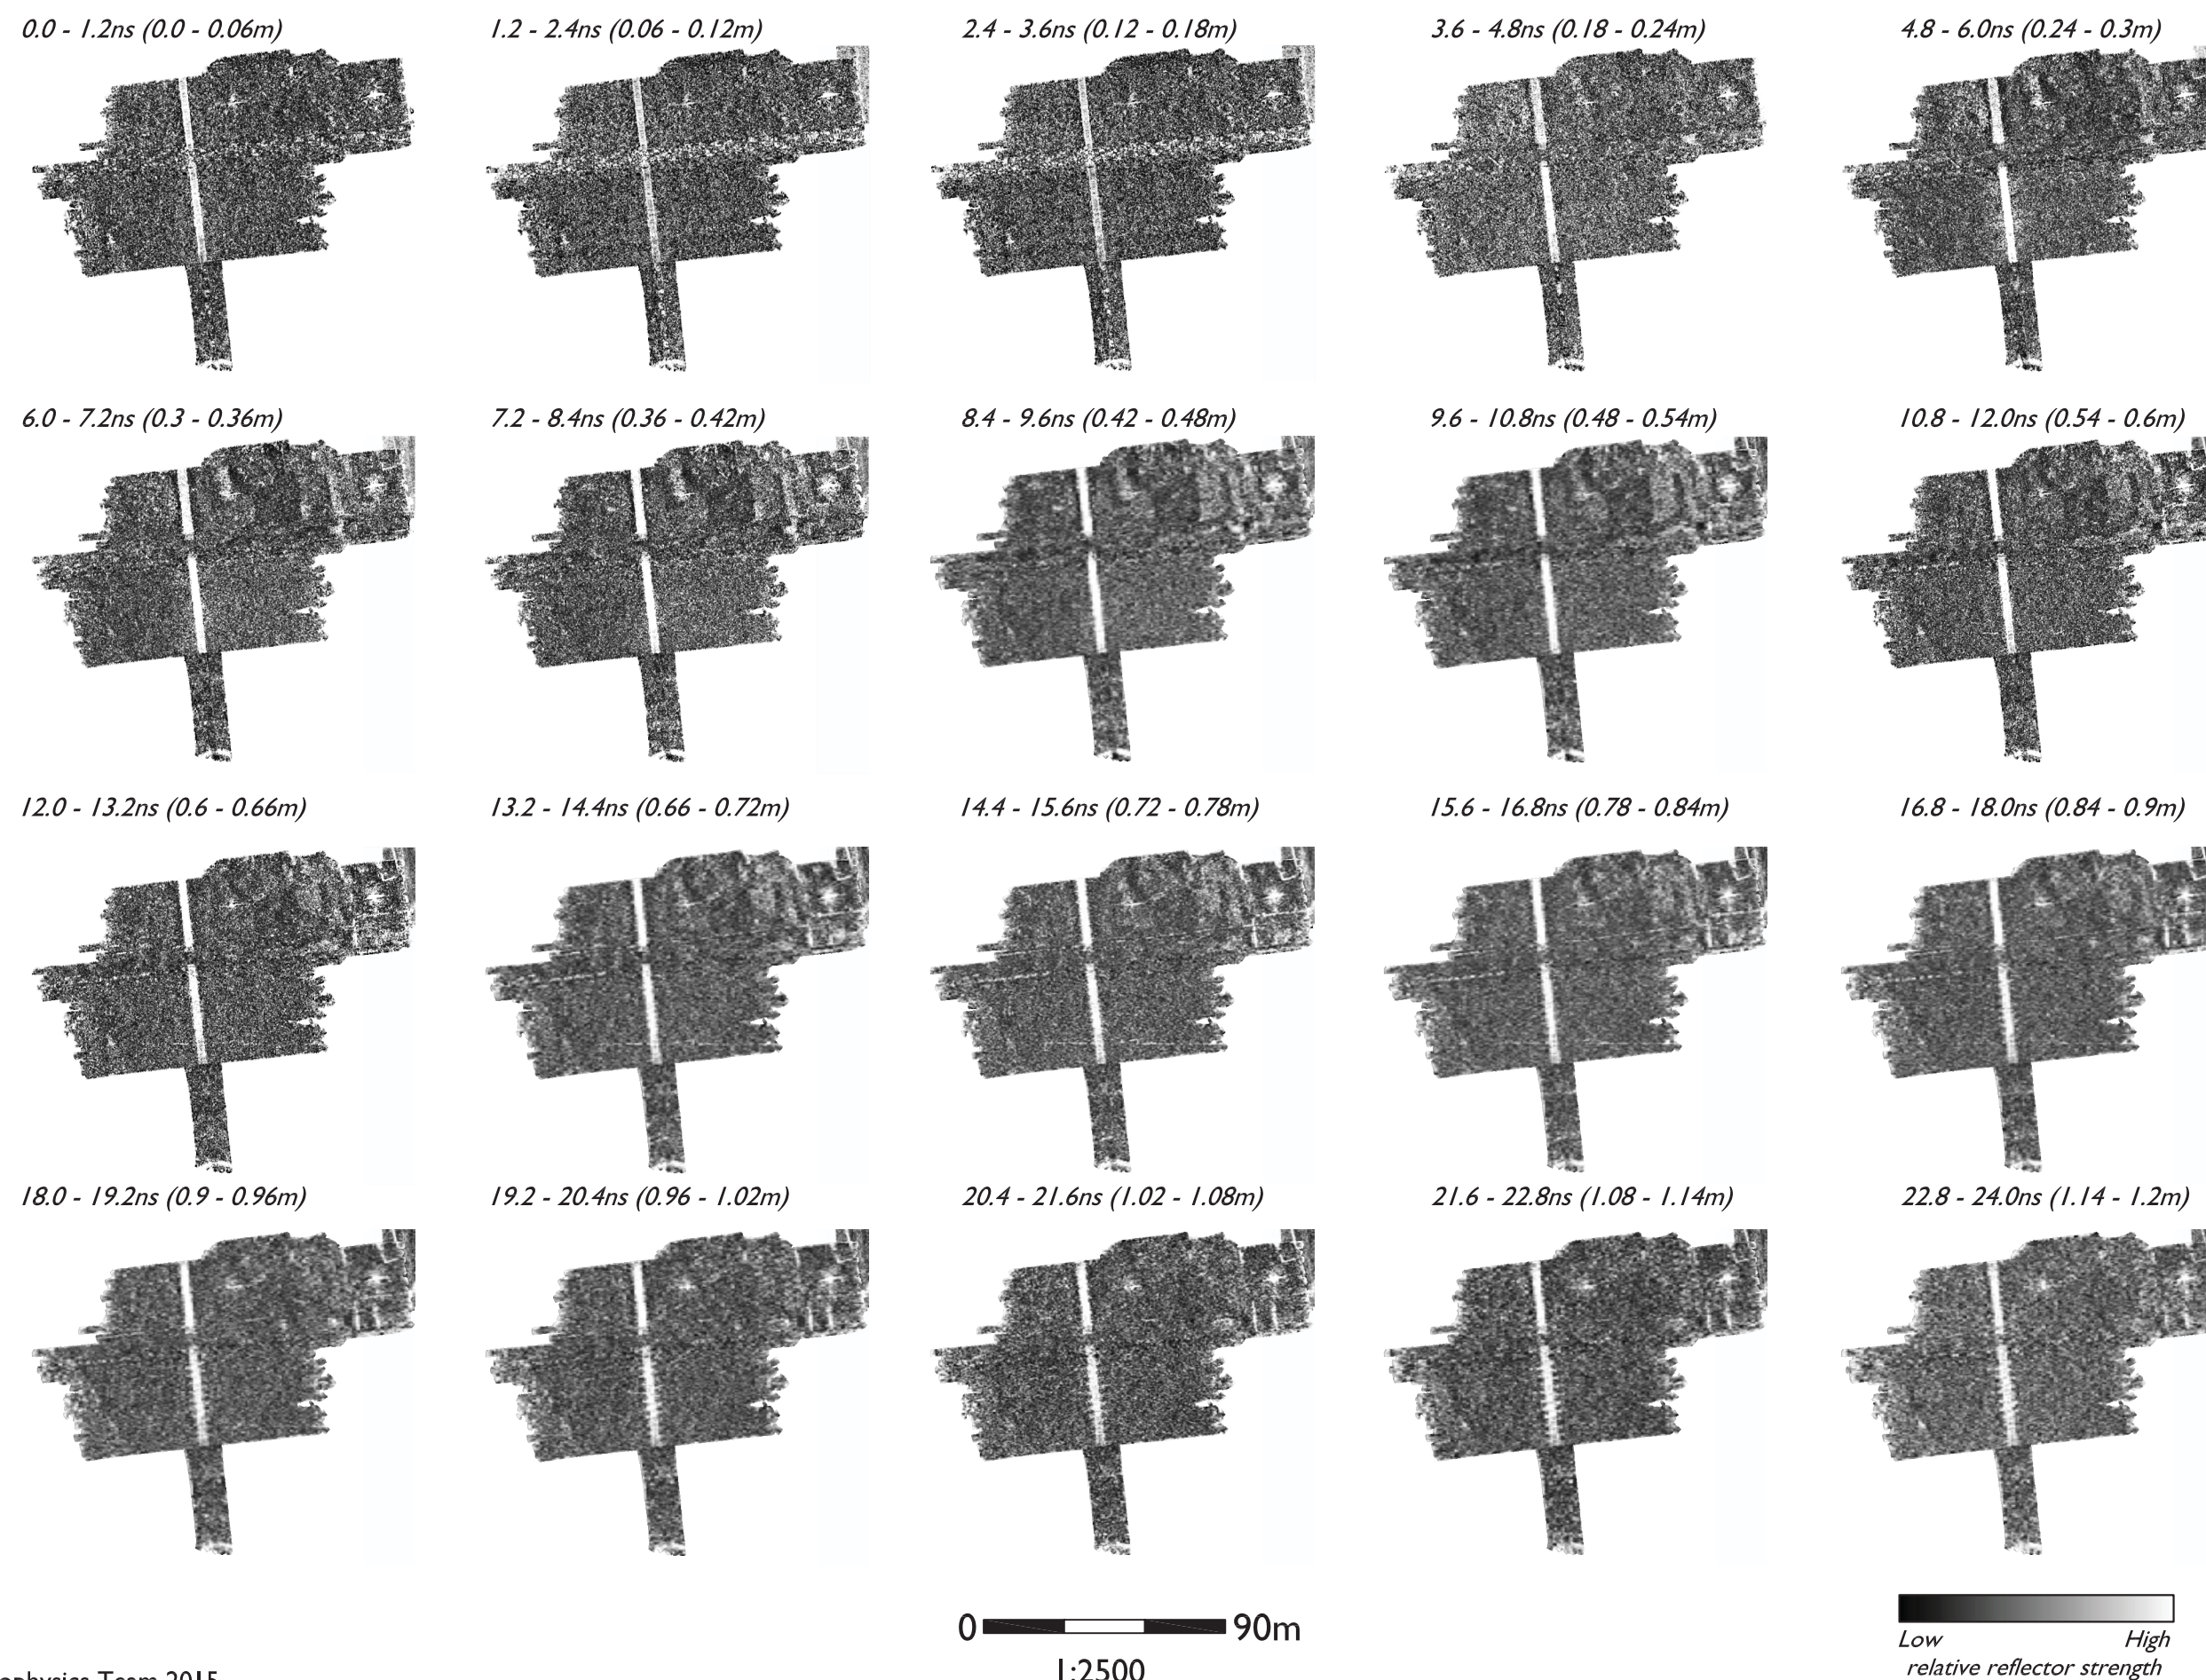 0.0 - 1.2ns (0.0 - 0.06m)
1.2 - 2.4ns (0.06 - 0.12m)
2.4 - 3.6ns (0.12 - 0.18m)
3.6 - 4.8ns (0.18 - 0.24m)
4.8 - 6.0ns (0.24 - 0.3m)
6.0 - 7.2ns (0.3 - 0.36m)
7.2 - 8.4ns (0.36 - 0.42m)
8.4 - 9.6ns (0.42 - 0.48m)
9.6 - 10.8ns (0.48 - 0.54m)
10.8 - 12.0ns (0.54 - 0.6m)
12.0 - 13.2ns (0.6 - 0.66m)
13.2 - 14.4ns (0.66 - 0.72m)
14.4 - 15.6ns (0.72 - 0.78m)
15.6 - 16.8ns (0.78 - 0.84m)
16.8 - 18.0ns (0.84 - 0.9m)
18.0 - 19.2ns (0.9 - 0.96m)
19.2 - 20.4ns (0.96 - 1.02m)
20.4 - 21.6ns (1.02 - 1.08m)
21.6 - 22.8ns (1.08 - 1.14m)
22.8 - 24.0ns (1.14 - 1.2m)
0 90m
1:2500
Low High
relative reflector strength
Team 2015